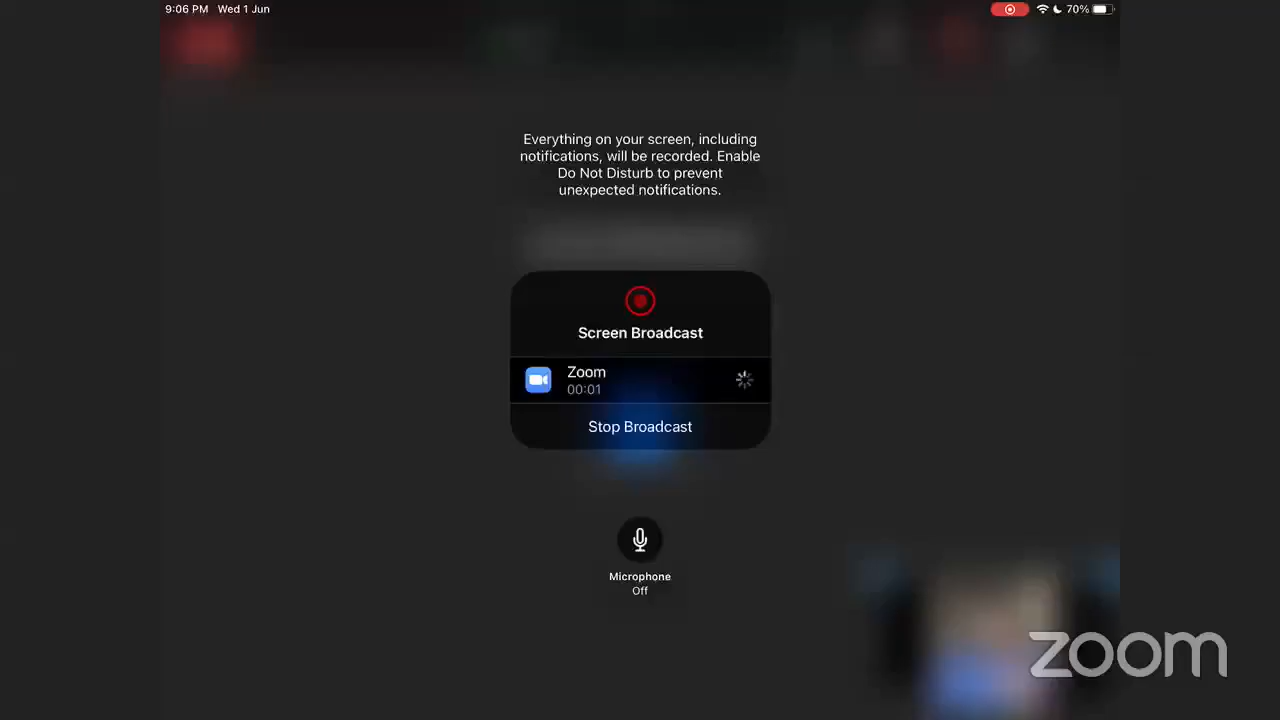 9:06 PM Wed 1 Jun
70%
Everything on your screen, including
notifications, will be recorded. Enable
Do Not Disturb to prevent
unexpected notifications.
Screen Broadcast
Zoom
00:01
Stop Broadcast
Microphone
Off
zoom